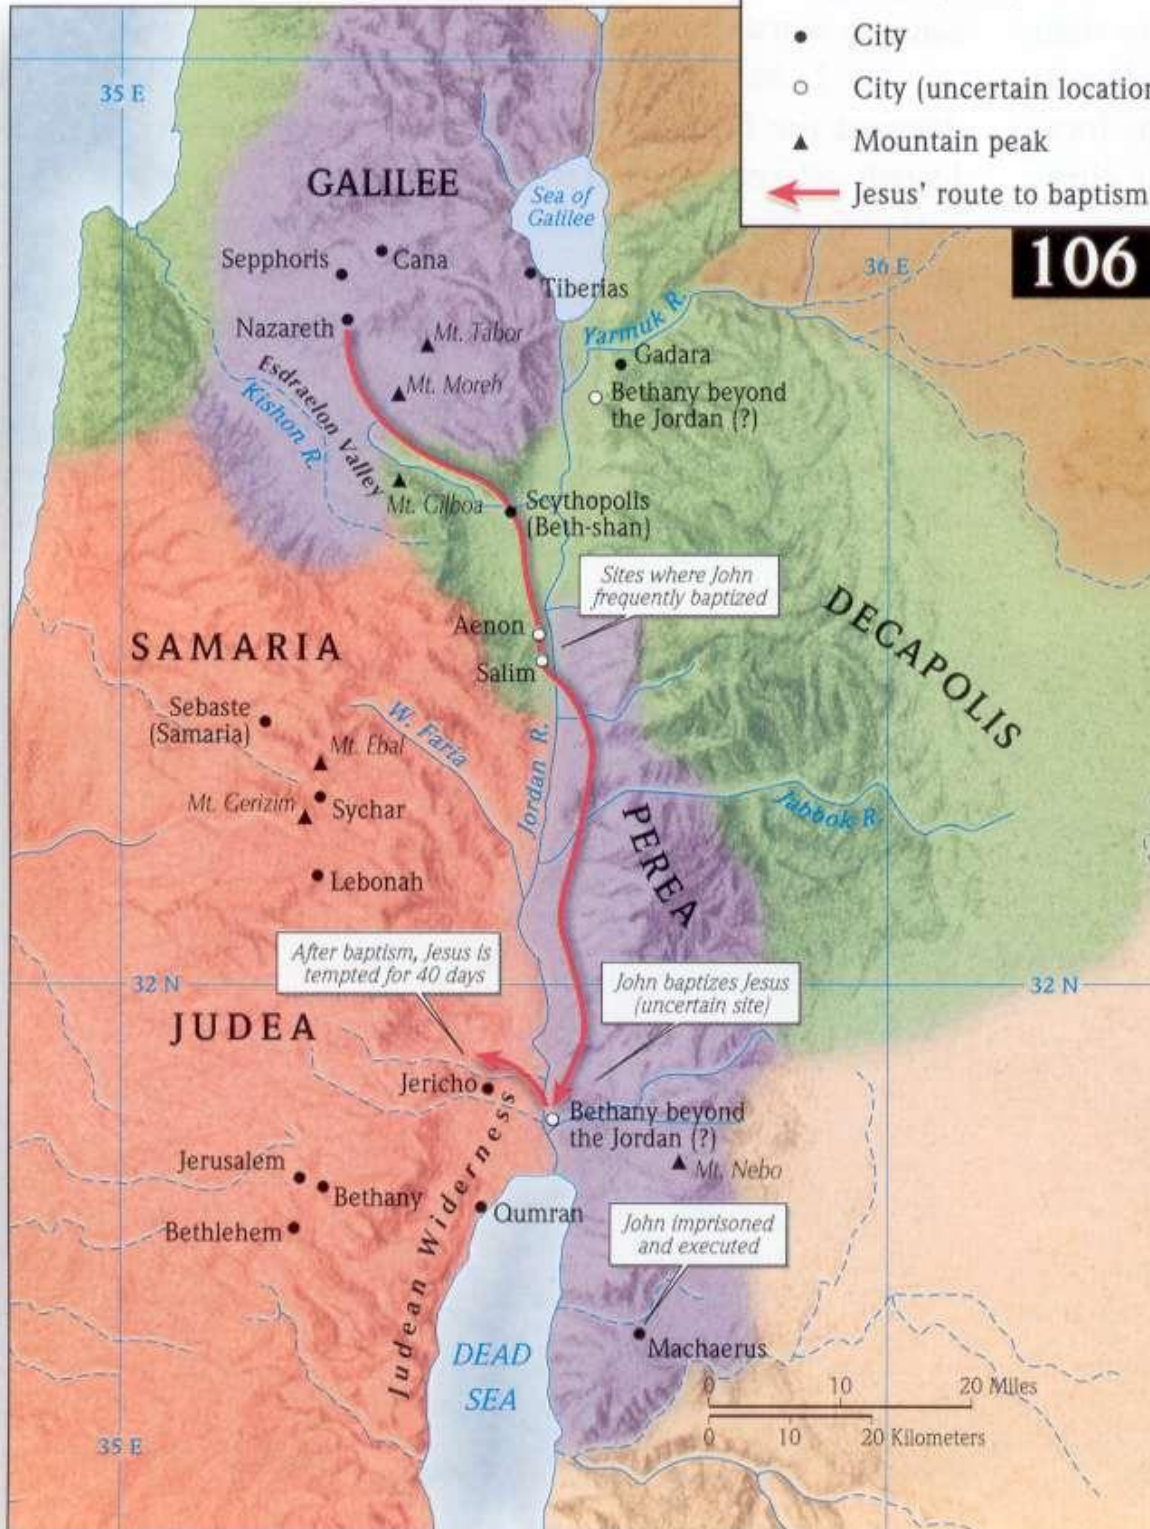 City
City (uncertain location
Mountain peak
Jesus' route to baptism
106
35 E
36 E
GALILEE
Sea of
Galilee
Sepphoris
Cana
Tiberias
Nazareth
Mt. Tabor
Yarmuk R.
Gadara
Mt. Moreh
Bethany beyond
the Jordan (?)
Esdraelon Valley
Kishon R.
Mt. Gilboa
Scythopolis
(Beth-shan)
Sites where John
frequently baptized
DECAPOLIS
Aenon
Salim
SAMARIA
Sebaste
(Samaria)
W. Faria
Mt. Ebal
Jordan R.
Mt. Gerizim
Sychar
Jabbok R.
PEREA
Lebonah
After baptism, Jesus is
tempted for 40 days
John baptizes Jesus
(uncertain site)
32 N
32 N
JUDEA
Jericho
Bethany beyond
the Jordan (?)
Mt. Nebo
Jerusalem
Bethany
Bethlehem
Judean Widerness
Qumran
John imprisoned
and executed
Machaerus
DEAD
SEA
0 10 20 Miles
0 10 20 Kilometers
35 E